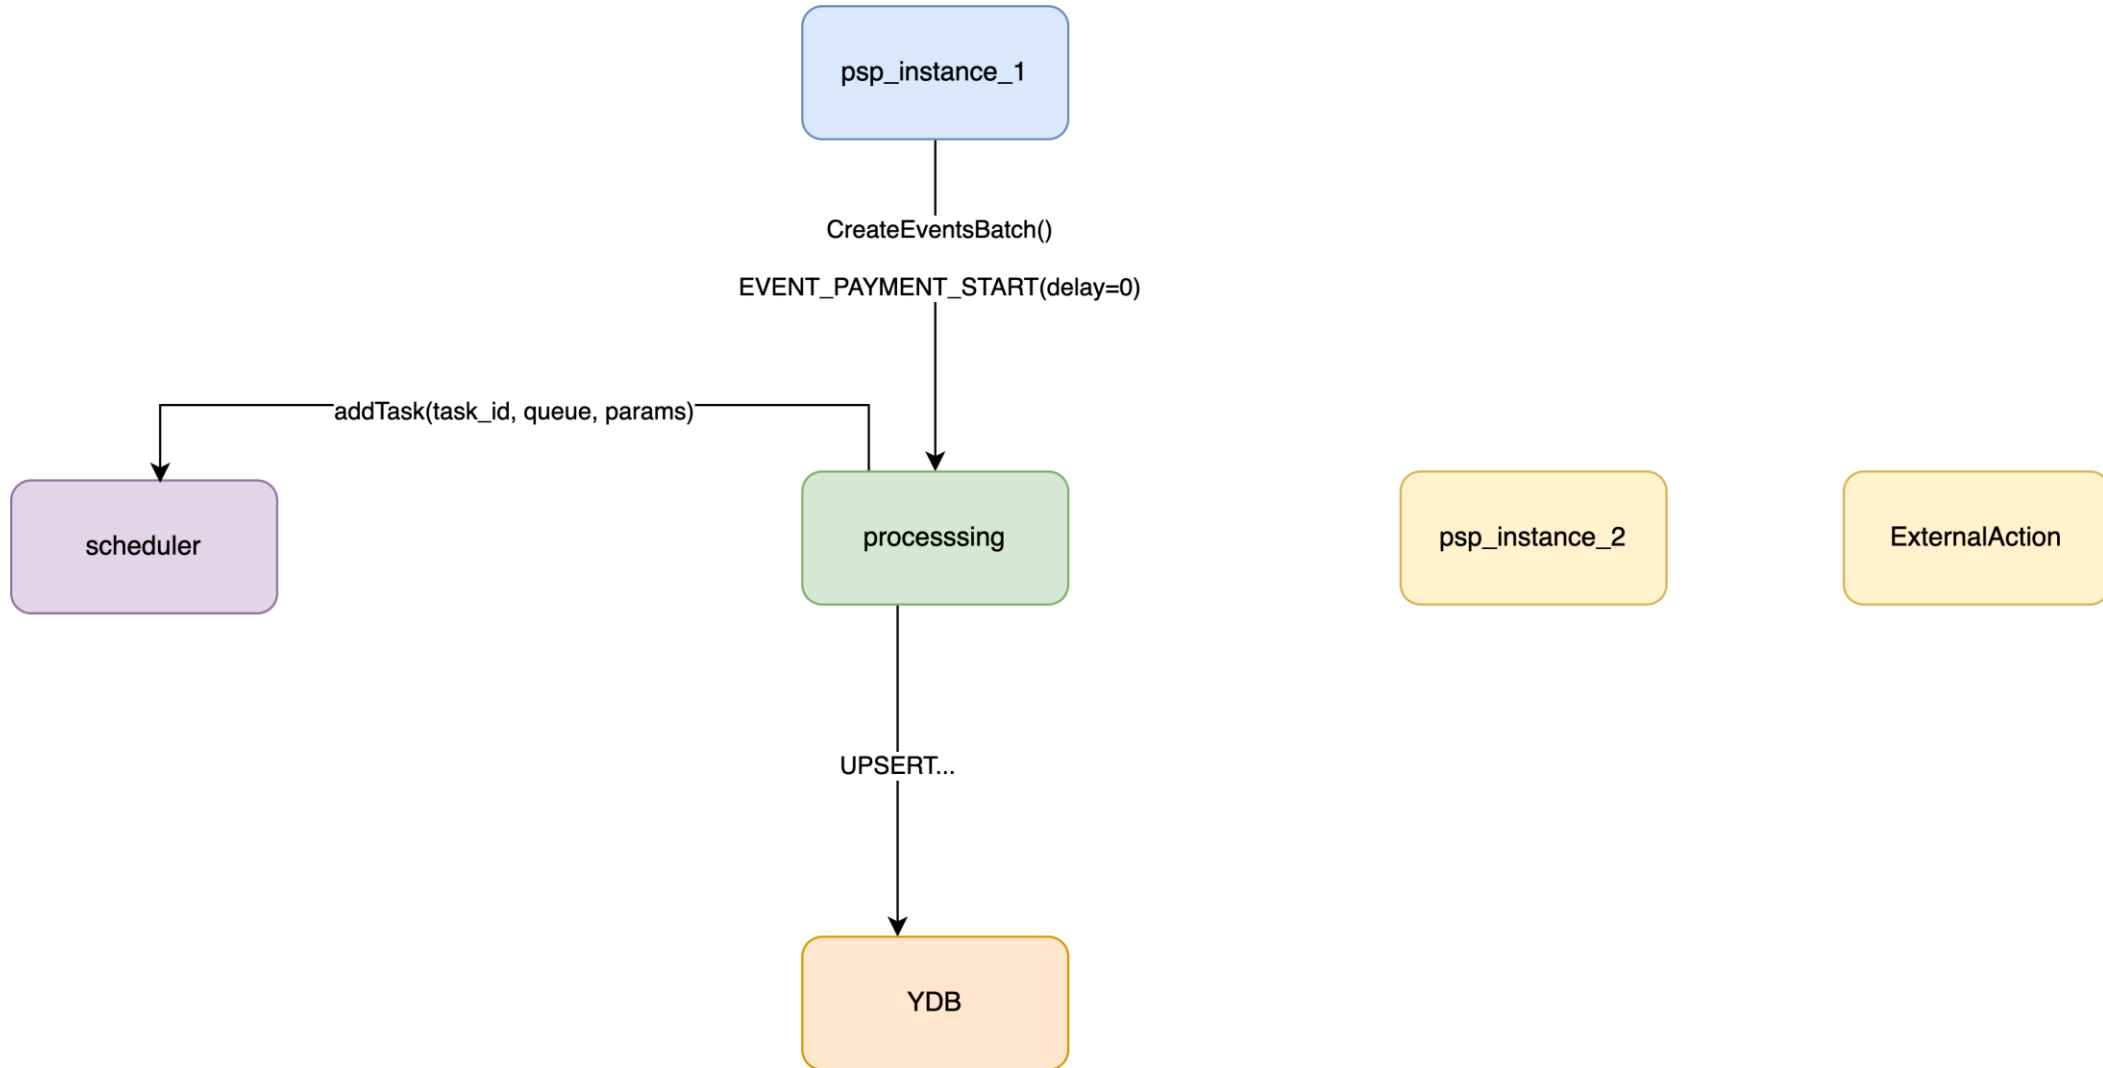 psp_instance_1
CreateEventsBatch()
EVENT_PAYMENT_START(delay=0)
addTask(task_id, queue, params)
scheduler
processsing
psp_instance_2
ExternalAction
UPSERT...
YDB